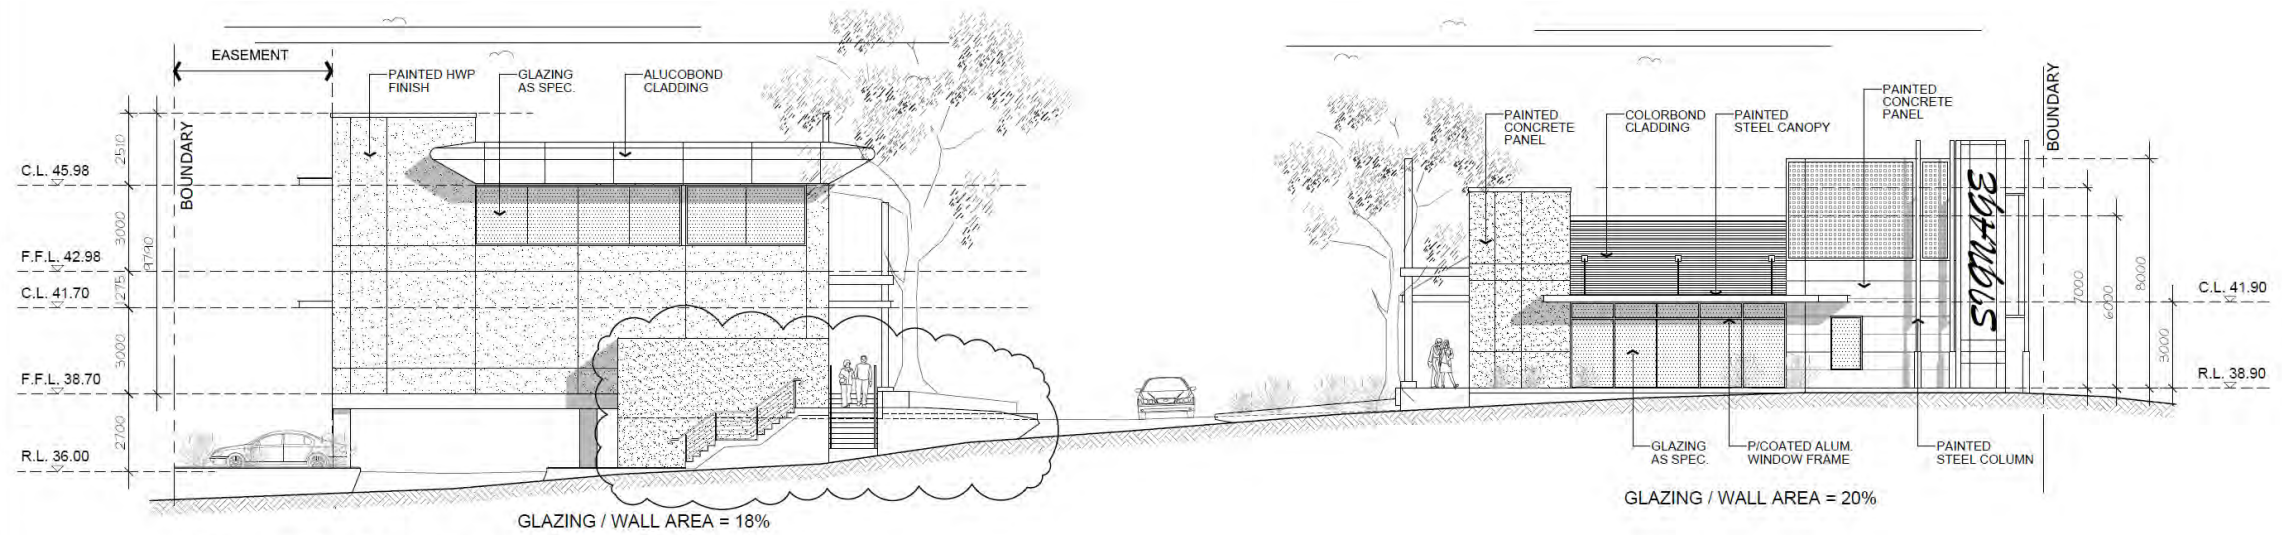 EASEMENT
PAINTED HWP
FINISH
GLAZING
AS SPEC.
ALUCOBOND
CLADDING
BOUNDARY
C.L. 45.98
F.F.L. 42.98
C.L. 41.70
F.F.L. 38.70
R.L. 36.00
2510
3000
1275
3000
2700
9790
GLAZING / WALL AREA = 18%
PAINTED
CONCRETE
PANEL
COLORBOND
CLADDING
PAINTED
STEEL CANOPY
PAINTED
CONCRETE
PANEL
BOUNDARY
SIGNAGE
7000
6000
8000
3000
C.L. 41.90
R.L. 38.90
GLAZING
AS SPEC.
P/COATED ALUM.
WINDOW FRAME
PAINTED
STEEL COLUMN
GLAZING / WALL AREA = 20%